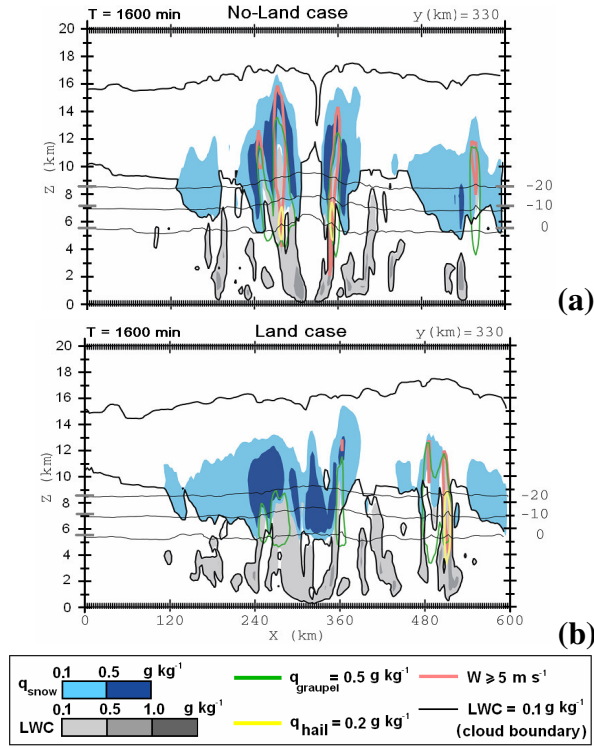 T = 1600 min No-Land case y(km)=330
20
18
16
14
12
10
8
6
4
2
0
Z (km)
-20
-10
0
(a)
T = 1600 min Land case y(km)=330
20
18
16
14
12
10
8
6
4
2
0
Z (km)
-20
-10
0
0 120 240 360 480 600
X (km)
(b)
0.1 0.5 g kg-1
qsnow
0.1 0.5 1.0 g kg-1
LWC
qgraupel = 0.5 g kg-1
qhail = 0.2 g kg-1
W ⩾ 5 m s-1
LWC = 0.1 g kg-1
(cloud boundary)